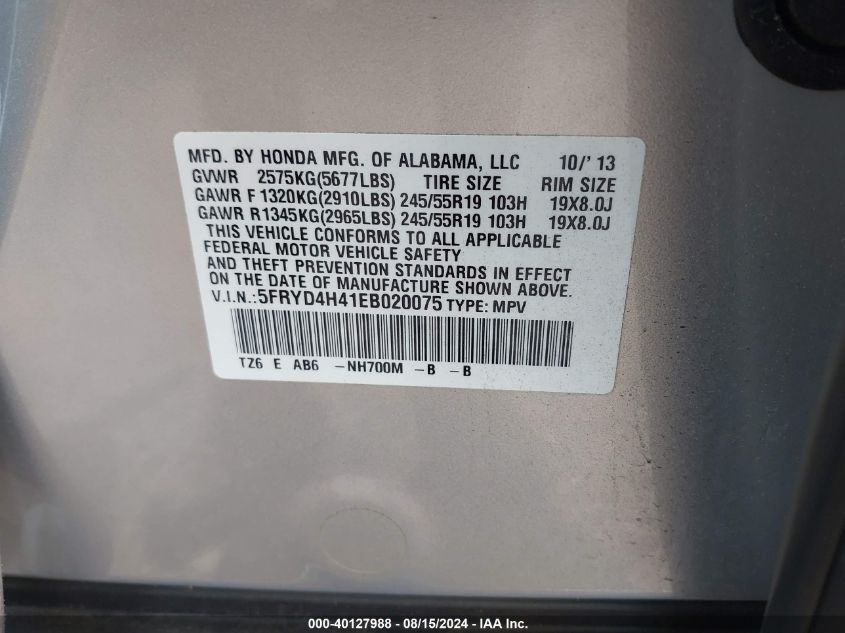 MFD. BY HONDA MFG. OF ALABAMA, LLC 10/' 13
GVWR 2575KG(5677LBS) TIRE SIZE RIM SIZE
GAWR F 1320KG(2910LBS) 245/55R19 103H 19X8.0J
GAWR R1345KG(2965LBS) 245/55R19 103H 19X8.0J
THIS VEHICLE CONFORMS TO ALL APPLICABLE
FEDERAL MOTOR VEHICLE SAFETY
AND THEFT PREVENTION STANDARDS IN EFFECT
ON THE DATE OF MANUFACTURE SHOWN ABOVE.
V.I.N.:5FRYD4H41EB020075 TYPE: MPV
TZ6 E AB6 -NH700M -B -B
000-40127988 - 08/15/2024 - IAA Inc.